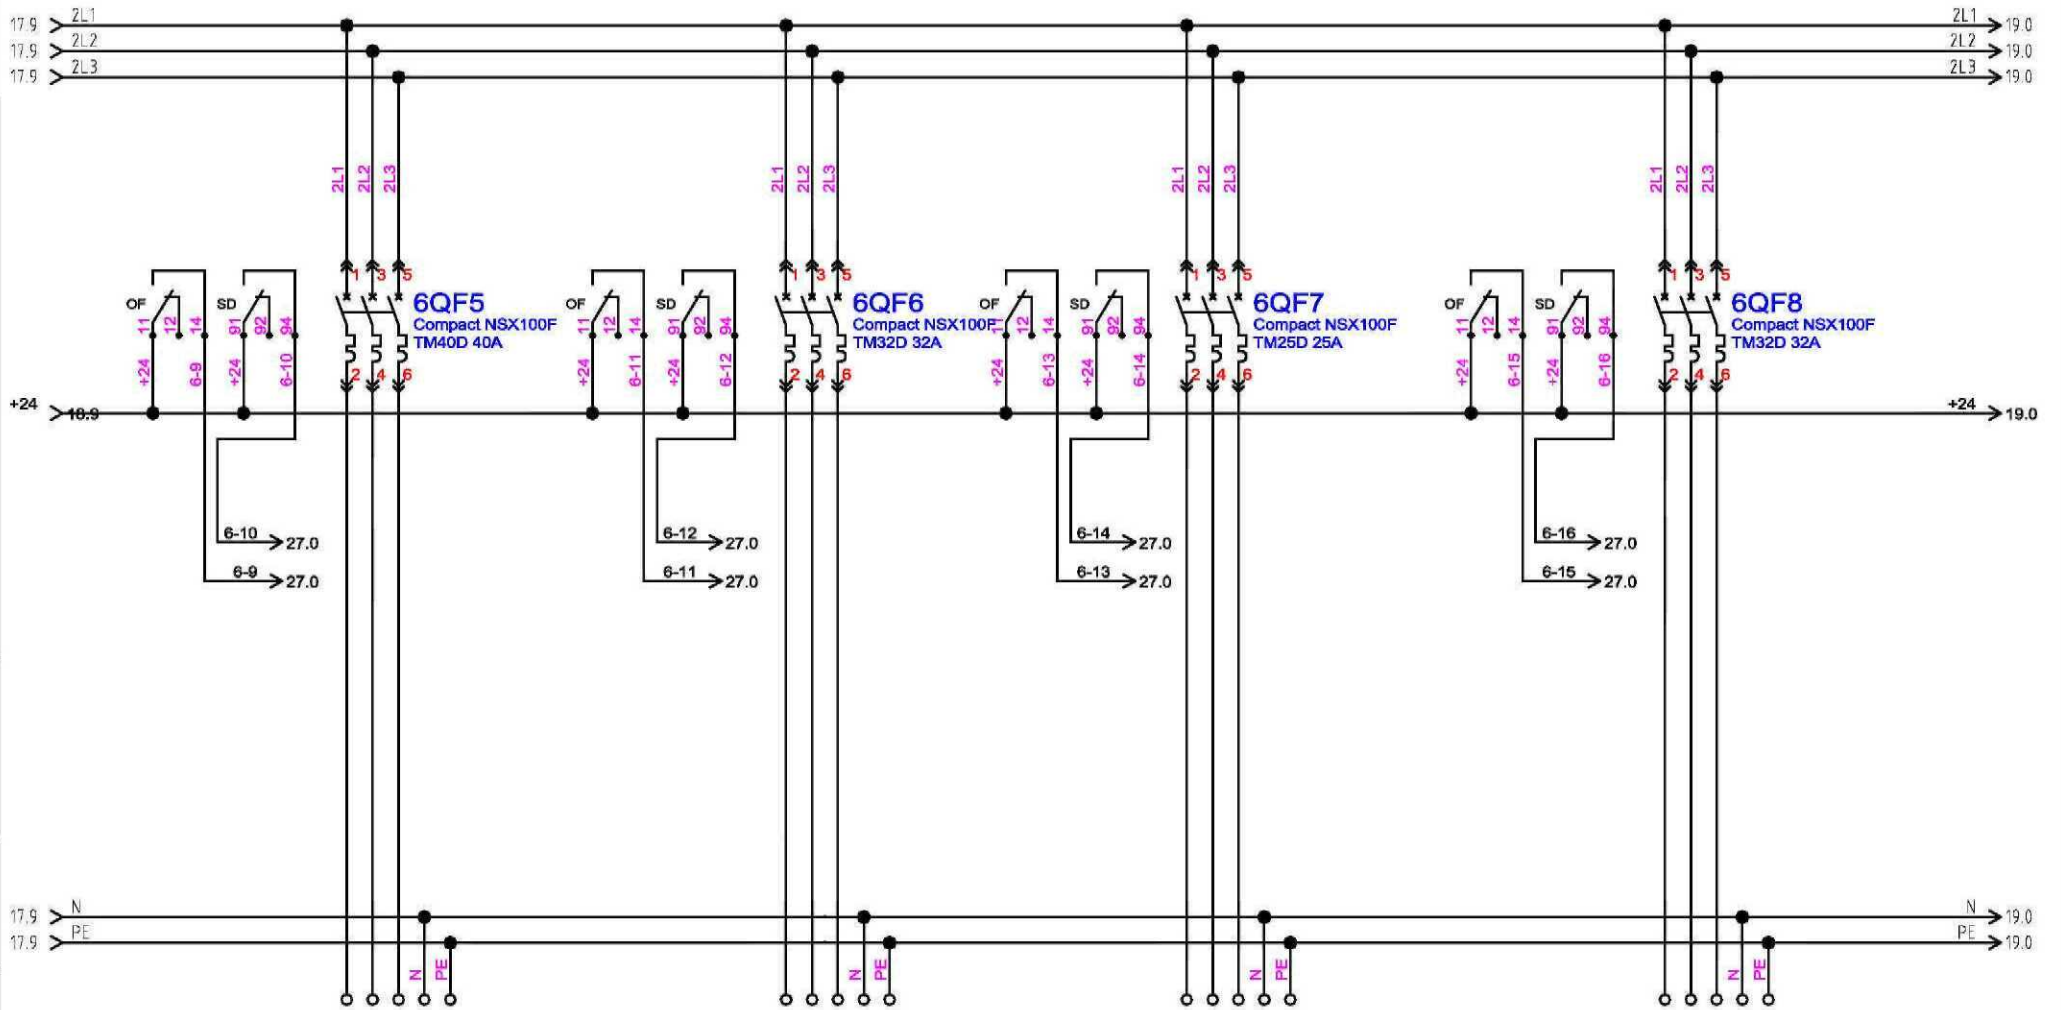 17.9 2L1 2L1 19.0
17.9 2L2 2L2 19.0
17.9 2L3 2L3 19.0
2L1 2L2 2L3 2L1 2L2 2L3 2L1 2L2 2L3 2L1 2L2 2L3
1 3 5 1 3 5 1 3 5 1 3 5
OF SD 6QF5 OF SD 6QF6 OF SD 6QF7 OF SD 6QF8
Compact NSX100F Compact NSX100F Compact NSX100F Compact NSX100F
TM40D 40A TM32D 32A TM25D 25A TM32D 32A
11 12 14 91 92 94 11 12 14 91 92 94 11 12 14 91 92 94 11 12 14 91 92 94
+24 6-9 +24 6-10 +24 6-11 +24 6-12 +24 6-13 +24 6-14 +24 6-15 +24 6-16
2 4 6 2 4 6 2 4 6 2 4 6
+24 18.9 +24 19.0
6-10 27.0 6-12 27.0 6-14 27.0 6-16 27.0
6-9 27.0 6-11 27.0 6-13 27.0 6-15 27.0
17.9 N N 19.0
17.9 PE PE 19.0
N PE N PE N PE N PE